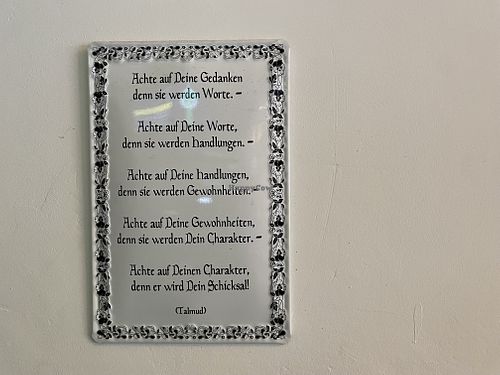 Achte auf Deine Gedanken
denn sie werden Worte. –
Achte auf Deine Worte,
denn sie werden Handlungen. –
Achte auf Deine Handlungen,
denn sie werden Gewohnheiten. –
Achte auf Deine Gewohnheiten,
denn sie werden Dein Charakter. –
Achte auf Deinen Charakter,
denn er wird Dein Schicksal!
(Talmud)